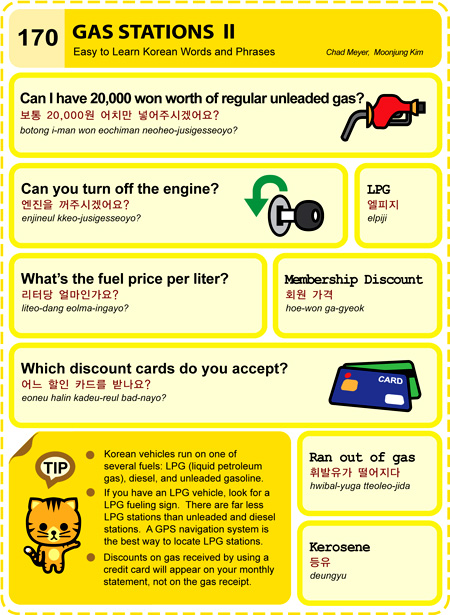 170
GAS STATIONS II
Easy to Learn Korean Words and Phrases
Chad Meyer, Moonjung Kim
Can I have 20,000 won worth of regular unleaded gas?
보통 20,000원 어치만 넣어주시겠어요?
botong i-man won eochiman neoheo-jusigesseoyo?
Can you turn off the engine?
엔진을 꺼주시겠어요?
enjineul kkeo-jusigesseoyo?
LPG
엘피지
elpiji
What's the fuel price per liter?
리터당 얼마인가요?
liteo-dang eolma-ingayo?
Membership Discount
회원 가격
hoe-won ga-gyeok
Which discount cards do you accept?
어느 할인 카드를 받나요?
eoneu halin kadeu-reul bad-nayo?
CARD
TIP
Korean vehicles run on one of
several fuels: LPG (liquid petroleum
gas), diesel, and unleaded gasoline.
If you have an LPG vehicle, look for a
LPG fueling sign. There are far less
LPG stations than unleaded and diesel
stations. A GPS navigation system is
the best way to locate LPG stations.
Discounts on gas received by using a
credit card will appear on your monthly
statement, not on the gas receipt.
Ran out of gas
휘발유가 떨어지다
hwibal-yuga tteoleo-jida
Kerosene
등유
deungyu